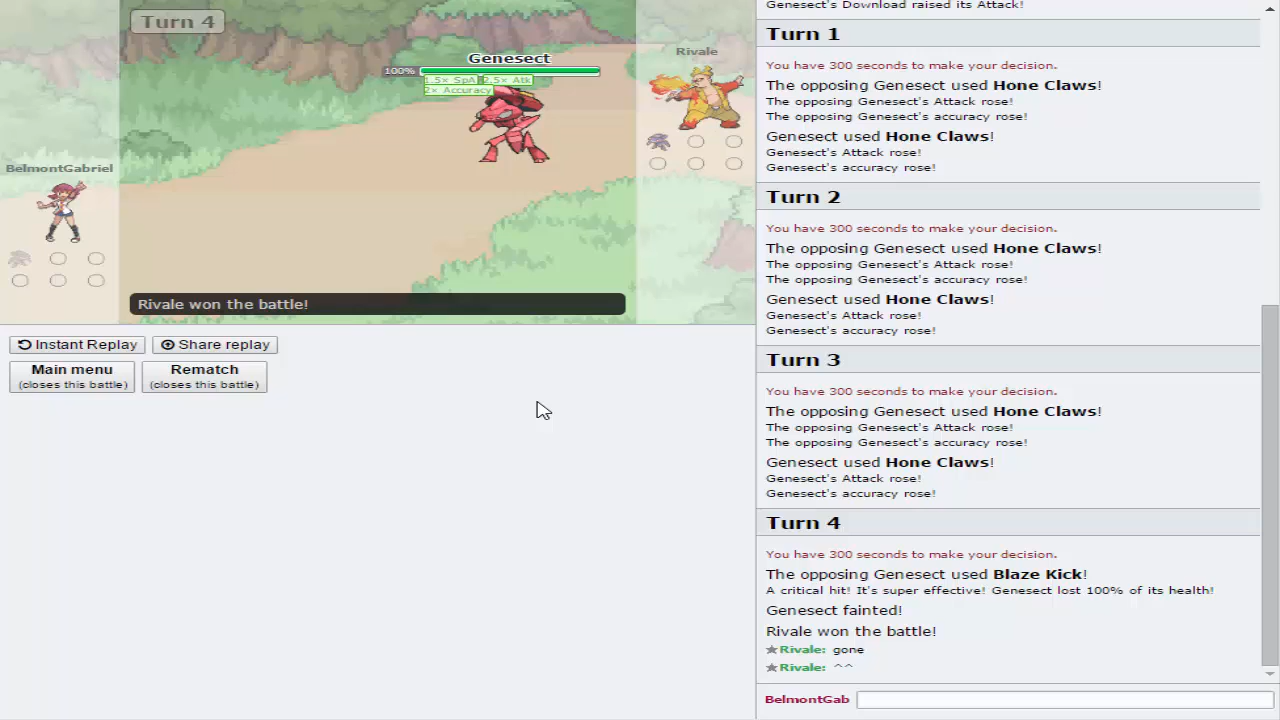 Turn 4
Genesect
100%
1.5× SpA 2.5× Atk
2× Accuracy
Rivale
BelmontGabriel
Rivale won the battle!
Instant Replay
Share replay
Main menu
(closes this battle)
Rematch
(closes this battle)
Genesect's Download raised its Attack!
Turn 1
You have 300 seconds to make your decision.
The opposing Genesect used Hone Claws!
The opposing Genesect's Attack rose!
The opposing Genesect's accuracy rose!
Genesect used Hone Claws!
Genesect's Attack rose!
Genesect's accuracy rose!
Turn 2
You have 300 seconds to make your decision.
The opposing Genesect used Hone Claws!
The opposing Genesect's Attack rose!
The opposing Genesect's accuracy rose!
Genesect used Hone Claws!
Genesect's Attack rose!
Genesect's accuracy rose!
Turn 3
You have 300 seconds to make your decision.
The opposing Genesect used Hone Claws!
The opposing Genesect's Attack rose!
The opposing Genesect's accuracy rose!
Genesect used Hone Claws!
Genesect's Attack rose!
Genesect's accuracy rose!
Turn 4
You have 300 seconds to make your decision.
The opposing Genesect used Blaze Kick!
A critical hit! It's super effective! Genesect lost 100% of its health!
Genesect fainted!
Rivale won the battle!
★Rivale: gone
★Rivale: ^^
BelmontGab